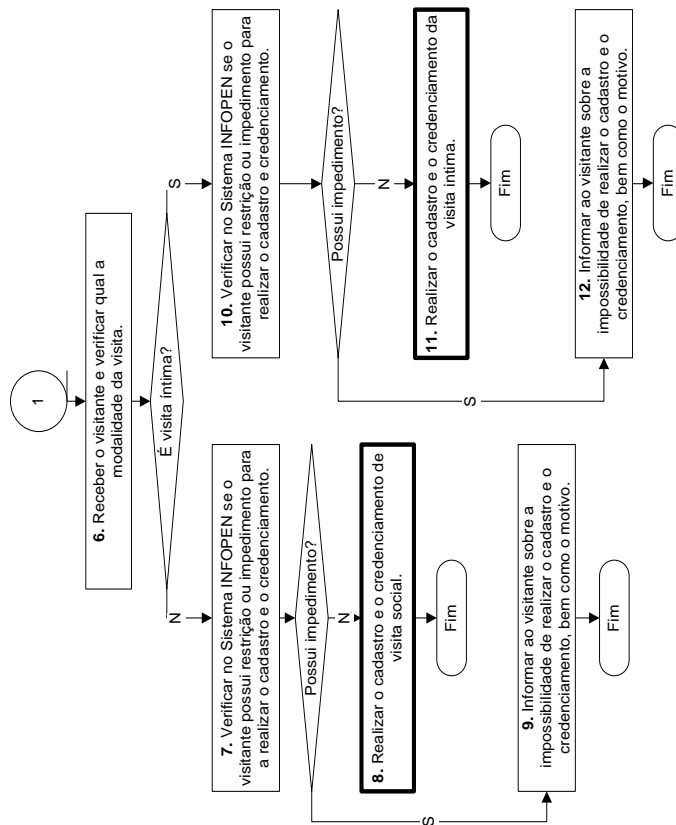 1
6. Receber o visitante e verificar qual a
modalidade da visita.
É visita íntima?
N
S
7. Verificar no Sistema INFOPEN se o
visitante possui restrição ou impedimento para
a realizar o cadastro e o credenciamento.
Possui impedimento?
N
8. Realizar o cadastro e o credenciamento de
visita social.
Fim
S
9. Informar ao visitante sobre a
impossibilidade de realizar o cadastro e o
credenciamento, bem como o motivo.
Fim
10. Verificar no Sistema INFOPEN se o
visitante possui restrição ou impedimento para
realizar o cadastro e credenciamento.
Possui impedimento?
N
11. Realizar o cadastro e o credenciamento da
visita íntima.
Fim
S
12. Informar ao visitante sobre a
impossibilidade de realizar o cadastro e o
credenciamento, bem como o motivo.
Fim